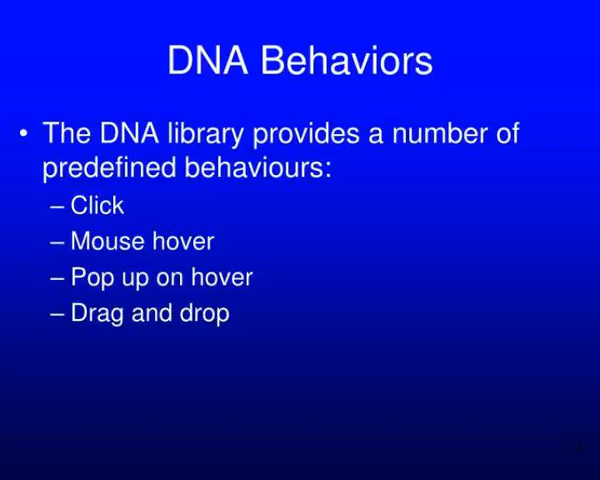 DNA Behaviors
• The DNA library provides a number of
predefined behaviours:
– Click
– Mouse hover
– Pop up on hover
– Drag and drop